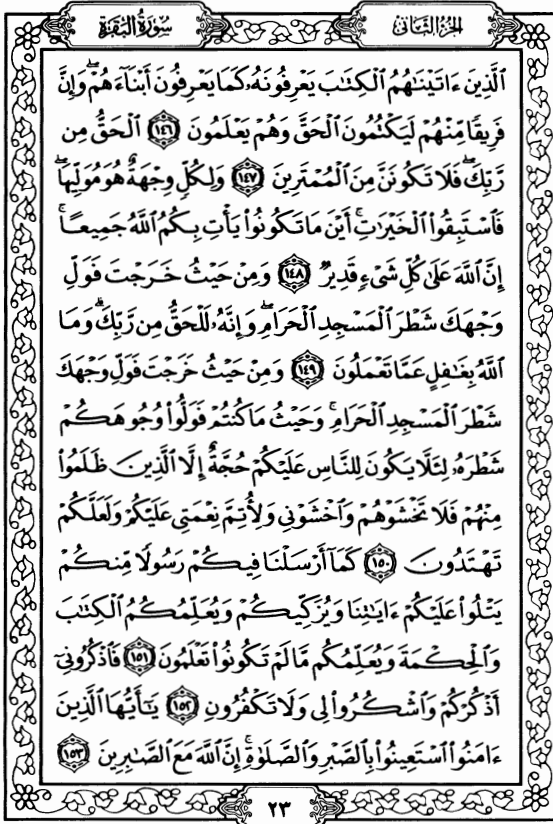 سُورَةُ البَقَرَةِ الجُزْءُ الثَّانِي
ٱلَّذِينَ ءَاتَيْنَٰهُمُ ٱلْكِتَٰبَ يَعْرِفُونَهُۥ كَمَا يَعْرِفُونَ أَبْنَآءَهُمْ ۖ وَإِنَّ
فَرِيقًا مِّنْهُمْ لَيَكْتُمُونَ ٱلْحَقَّ وَهُمْ يَعْلَمُونَ ١٤٦ ٱلْحَقُّ مِن
رَّبِّكَ ۖ فَلَا تَكُونَنَّ مِنَ ٱلْمُمْتَرِينَ ١٤٧ وَلِكُلٍّ وِجْهَةٌ هُوَ مُوَلِّيهَا ۖ
فَٱسْتَبِقُوا۟ ٱلْخَيْرَٰتِ ۚ أَيْنَ مَا تَكُونُوا۟ يَأْتِ بِكُمُ ٱللَّهُ جَمِيعًا ۚ
إِنَّ ٱللَّهَ عَلَىٰ كُلِّ شَىْءٍ قَدِيرٌ ١٤٨ وَمِنْ حَيْثُ خَرَجْتَ فَوَلِّ
وَجْهَكَ شَطْرَ ٱلْمَسْجِدِ ٱلْحَرَامِ ۖ وَإِنَّهُۥ لَلْحَقُّ مِن رَّبِّكَ ۗ وَمَا
ٱللَّهُ بِغَٰفِلٍ عَمَّا تَعْمَلُونَ ١٤٩ وَمِنْ حَيْثُ خَرَجْتَ فَوَلِّ وَجْهَكَ
شَطْرَ ٱلْمَسْجِدِ ٱلْحَرَامِ ۚ وَحَيْثُ مَا كُنتُمْ فَوَلُّوا۟ وُجُوهَكُمْ
شَطْرَهُۥ لِئَلَّا يَكُونَ لِلنَّاسِ عَلَيْكُمْ حُجَّةٌ إِلَّا ٱلَّذِينَ ظَلَمُوا۟
مِنْهُمْ فَلَا تَخْشَوْهُمْ وَٱخْشَوْنِى وَلِأُتِمَّ نِعْمَتِى عَلَيْكُمْ وَلَعَلَّكُمْ
تَهْتَدُونَ ١٥٠ كَمَآ أَرْسَلْنَا فِيكُمْ رَسُولًا مِّنكُمْ
يَتْلُوا۟ عَلَيْكُمْ ءَايَٰتِنَا وَيُزَكِّيكُمْ وَيُعَلِّمُكُمُ ٱلْكِتَٰبَ
وَٱلْحِكْمَةَ وَيُعَلِّمُكُم مَّا لَمْ تَكُونُوا۟ تَعْلَمُونَ ١٥١ فَٱذْكُرُونِىٓ
أَذْكُرْكُمْ وَٱشْكُرُوا۟ لِى وَلَا تَكْفُرُونِ ١٥٢ يَٰٓأَيُّهَا ٱلَّذِينَ
ءَامَنُوا۟ ٱسْتَعِينُوا۟ بِٱلصَّبْرِ وَٱلصَّلَوٰةِ ۚ إِنَّ ٱللَّهَ مَعَ ٱلصَّٰبِرِينَ ١٥٣
٢٣